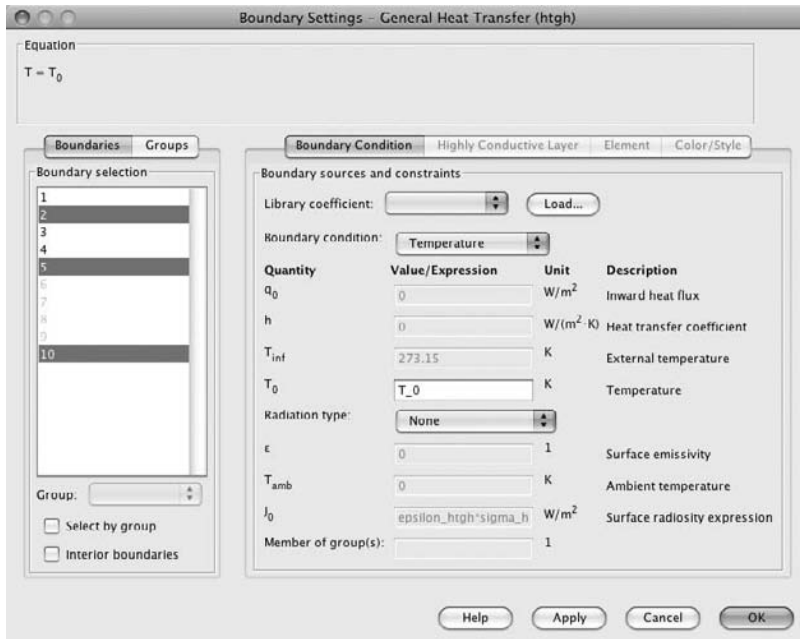 Boundary Settings – General Heat Transfer (htgh)
Equation
T = T0
Boundaries Groups
Boundary selection
1
2
3
4
5
6
7
8
9
10
Group:
Select by group
Interior boundaries
Boundary Condition Highly Conductive Layer Element Color/Style
Boundary sources and constraints
Library coefficient: Load...
Boundary condition: Temperature
Quantity Value/Expression Unit Description
q0 0 W/m² Inward heat flux
h 0 W/(m²·K) Heat transfer coefficient
Tinf 273.15 K External temperature
T0 T_0 K Temperature
Radiation type: None
ε 0 1 Surface emissivity
Tamb 0 K Ambient temperature
J0 epsilon_htgh*sigma_h W/m² Surface radiosity expression
Member of group(s): 1
Help Apply Cancel OK